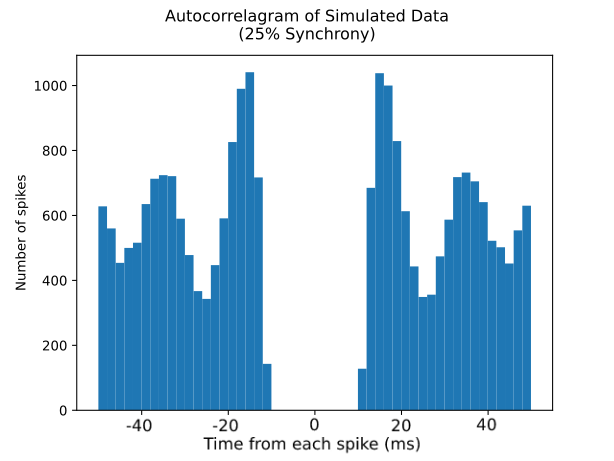 Autocorrelagram of Simulated Data
(25% Synchrony)
Number of spikes
1000
800
600
400
200
0
-40 -20 0 20 40
Time from each spike (ms)